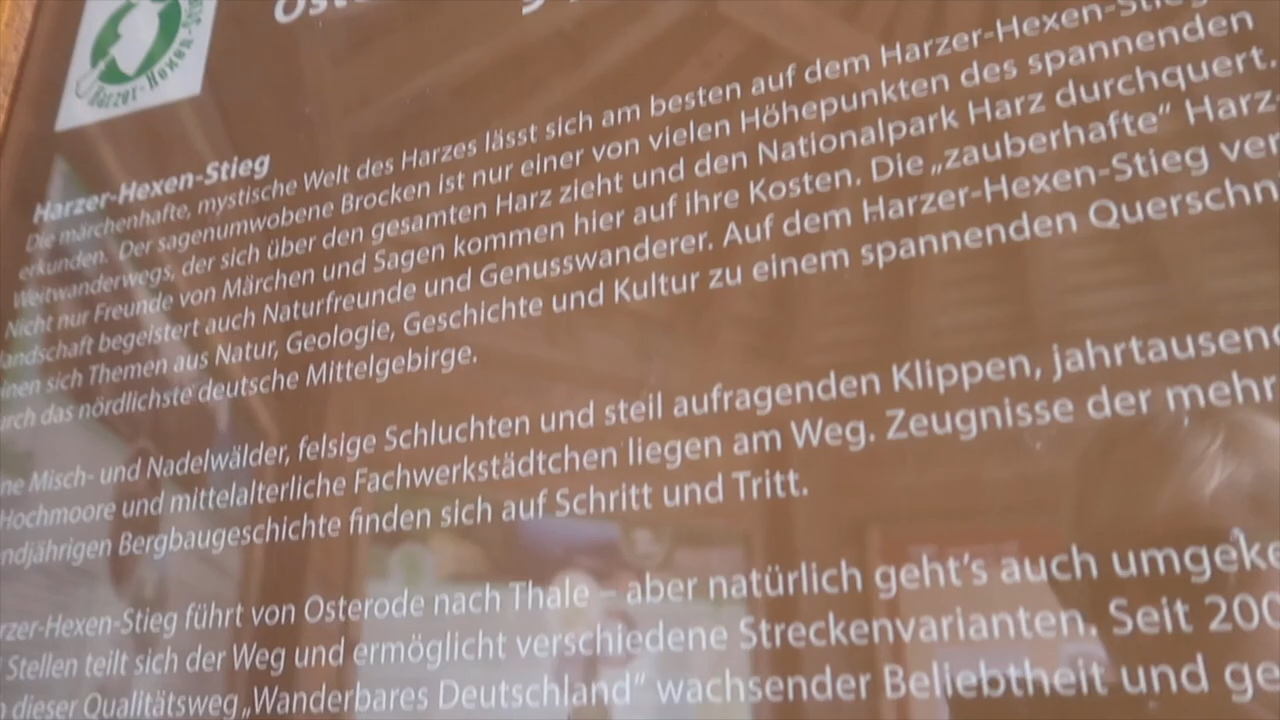 Harzer-Hexen-Stieg
Harzer-Hexen-Stieg
Die märchenhafte, mystische Welt des Harzes lässt sich am besten auf dem Harzer-Hexen-Stieg
erkunden. Der sagenumwobene Brocken ist nur einer von vielen Höhepunkten des spannenden
Weitwanderwegs, der sich über den gesamten Harz zieht und den Nationalpark Harz durchquert.
Nicht nur Freunde von Märchen und Sagen kommen hier auf ihre Kosten. Die „zauberhafte“ Harz-
landschaft begeistert auch Naturfreunde und Genusswanderer. Auf dem Harzer-Hexen-Stieg ver
inen sich Themen aus Natur, Geologie, Geschichte und Kultur zu einem spannenden Querschni
urch das nördlichste deutsche Mittelgebirge.
ne Misch- und Nadelwälder, felsige Schluchten und steil aufragenden Klippen, jahrtausend
Hochmoore und mittelalterliche Fachwerkstädtchen liegen am Weg. Zeugnisse der mehr
ndjährigen Bergbaugeschichte finden sich auf Schritt und Tritt.
rzer-Hexen-Stieg führt von Osterode nach Thale – aber natürlich geht’s auch umgeke
Stellen teilt sich der Weg und ermöglicht verschiedene Streckenvarianten. Seit 200
dieser Qualitätsweg „Wanderbares Deutschland“ wachsender Beliebtheit und ge